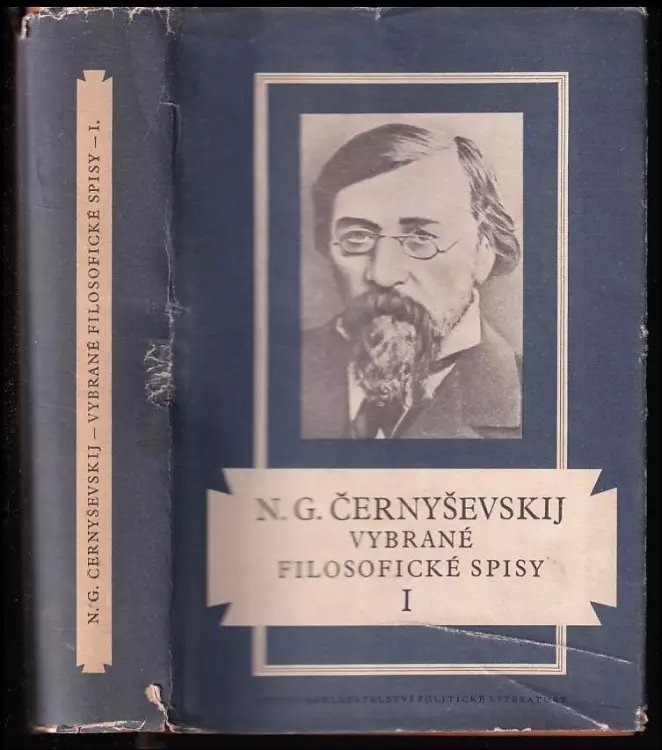 N. G. ČERNYŠEVSKIJ – VYBRANÉ FILOSOFICKÉ SPISY – I.
N. G. ČERNYŠEVSKIJ
VYBRANÉ
FILOSOFICKÉ SPISY
I
NAKLADATELSTVÍ POLITICKÉ LITERATURY